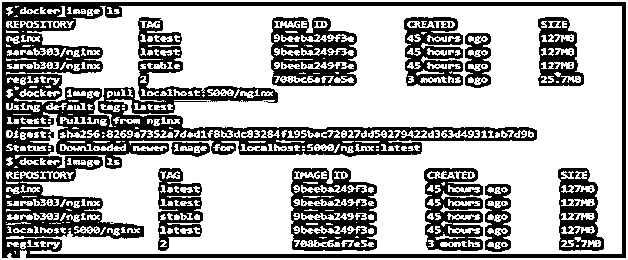 $ docker image ls
REPOSITORY TAG IMAGE ID CREATED SIZE
nginx latest 9beeba249f3e 45 hours ago 127MB
sarab303/nginx latest 9beeba249f3e 45 hours ago 127MB
sarab303/nginx stable 9beeba249f3e 45 hours ago 127MB
registry 2 708bc6af7e5e 3 months ago 25.7MB
$ docker image pull localhost:5000/nginx
Using default tag: latest
latest: Pulling from nginx
Digest:
Status: Downloaded newer image for localhost:5000/nginx:latest
$ docker image ls
REPOSITORY TAG IMAGE ID CREATED SIZE
nginx latest 9beeba249f3e 45 hours ago 127MB
sarab303/nginx latest 9beeba249f3e 45 hours ago 127MB
sarab303/nginx stable 9beeba249f3e 45 hours ago 127MB
localhost:5000/nginx latest 9beeba249f3e 45 hours ago 127MB
registry 2 708bc6af7e5e 3 months ago 25.7MB
$